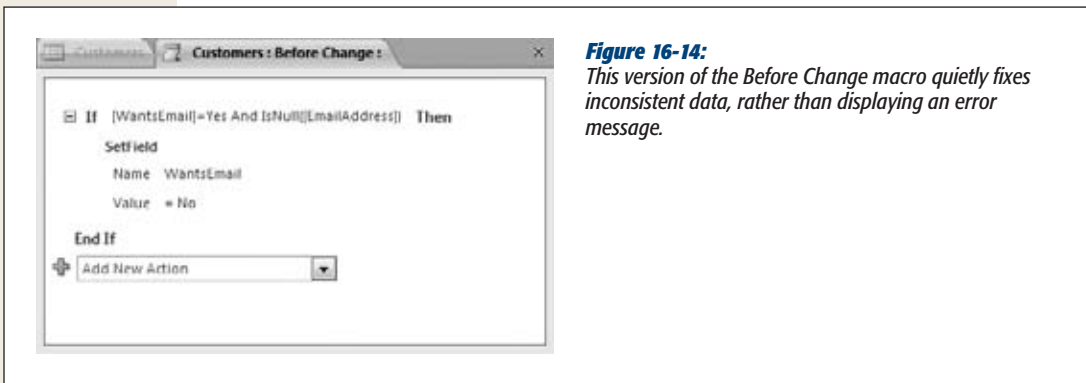 Customers
Customers : Before Change :
If [WantsEmail]=Yes And IsNull([EmailAddress]) Then
SetField
Name WantsEmail
Value = No
End If
Add New Action
Figure 16-14:
This version of the Before Change macro quietly fixes
inconsistent data, rather than displaying an error
message.